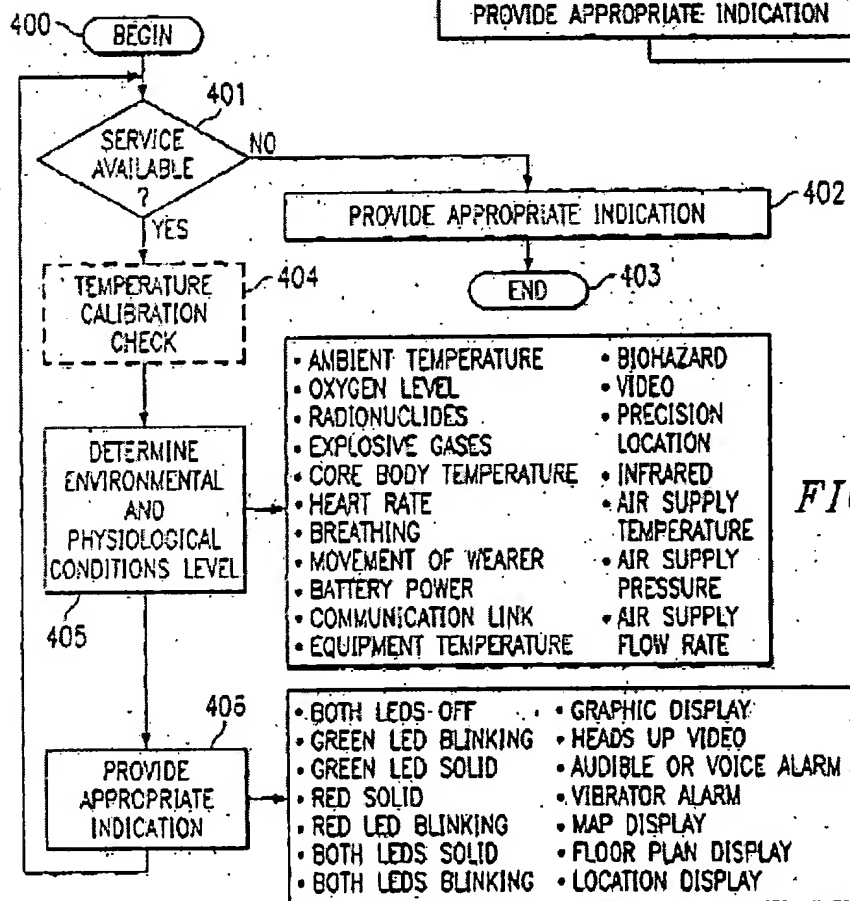 PROVIDE APPROPRIATE INDICATION
400
BEGIN
401
SERVICE
AVAILABLE
?
NO
YES
PROVIDE APPROPRIATE INDICATION
402
END
403
TEMPERATURE
CALIBRATION
CHECK
404
DETERMINE
ENVIRONMENTAL
AND
PHYSIOLOGICAL
CONDITIONS LEVEL
405
• AMBIENT TEMPERATURE
• OXYGEN LEVEL
• RADIONUCLIDES
• EXPLOSIVE GASES
• CORE BODY TEMPERATURE
• HEART RATE
• BREATHING
• MOVEMENT OF WEARER
• BATTERY POWER
• COMMUNICATION LINK
• EQUIPMENT TEMPERATURE
• BIOHAZARD
• VIDEO
• PRECISION
LOCATION
• INFRARED
• AIR SUPPLY
TEMPERATURE
• AIR SUPPLY
PRESSURE
• AIR SUPPLY
FLOW RATE
406
PROVIDE
APPROPRIATE
INDICATION
• BOTH LEDS OFF
• GREEN LED BLINKING
• GREEN LED SOLID
• RED SOLID
• RED LED BLINKING
• BOTH LEDS SOLID
• BOTH LEDS BLINKING
• GRAPHIC DISPLAY
• HEADS UP VIDEO
• AUDIBLE OR VOICE ALARM
• VIBRATOR ALARM
• MAP DISPLAY
• FLOOR PLAN DISPLAY
• LOCATION DISPLAY